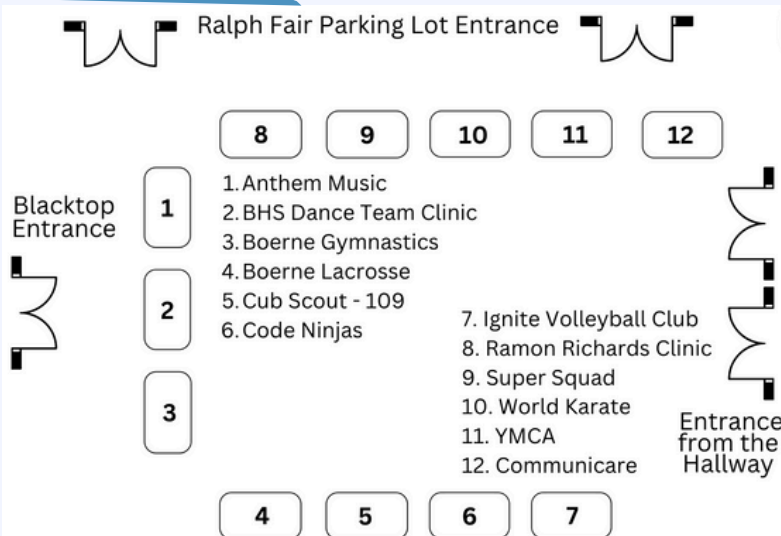 Ralph Fair Parking Lot Entrance
8
9
10
11
12
Blacktop
Entrance
1
2
3
1. Anthem Music
2. BHS Dance Team Clinic
3. Boerne Gymnastics
4. Boerne Lacrosse
5. Cub Scout - 109
6. Code Ninjas
7. Ignite Volleyball Club
8. Ramon Richards Clinic
9. Super Squad
10. World Karate
11. YMCA
12. Communicare
Entrance
from the
Hallway
4
5
6
7